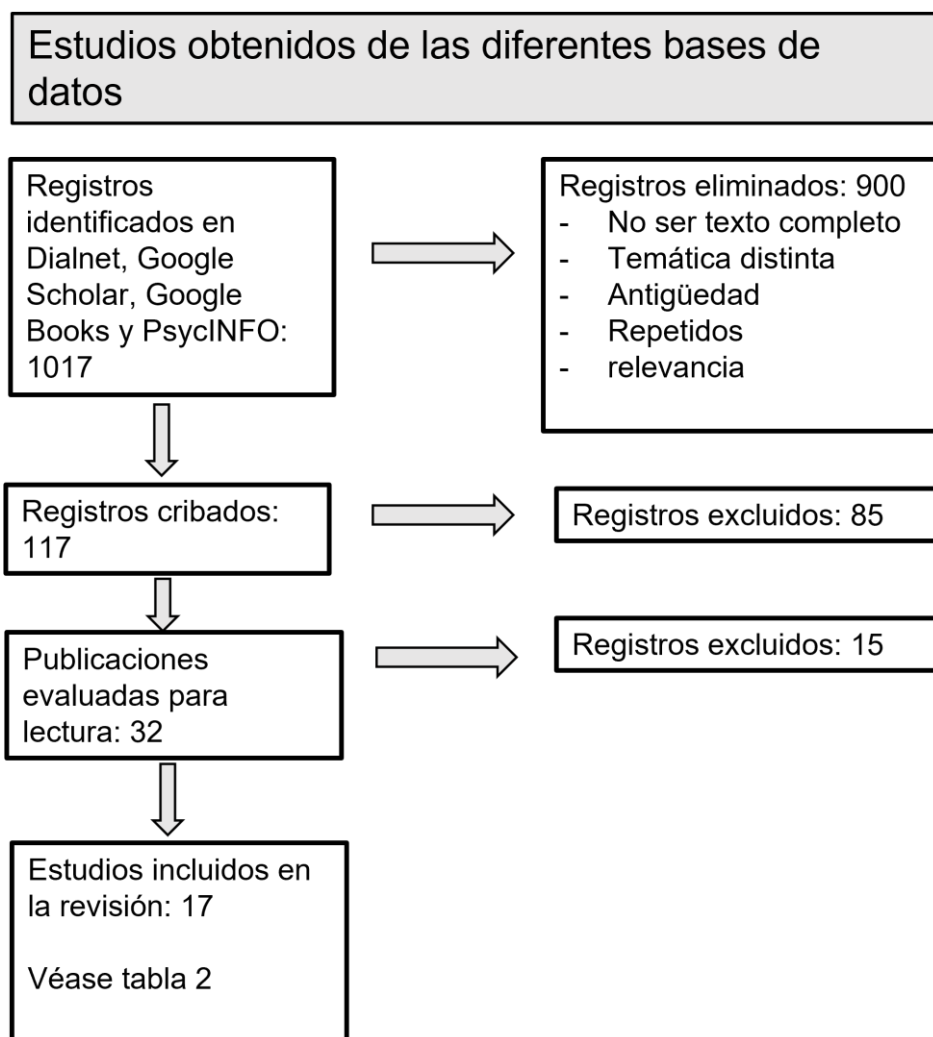 Estudios obtenidos de las diferentes bases de
datos
Registros
identificados en
Dialnet, Google
Scholar, Google
Books y PsycINFO:
1017
Registros eliminados: 900
- No ser texto completo
- Temática distinta
- Antigüedad
- Repetidos
- relevancia
Registros cribados:
117
Registros excluidos: 85
Publicaciones
evaluadas para
lectura: 32
Registros excluidos: 15
Estudios incluidos en
la revisión: 17
Véase tabla 2